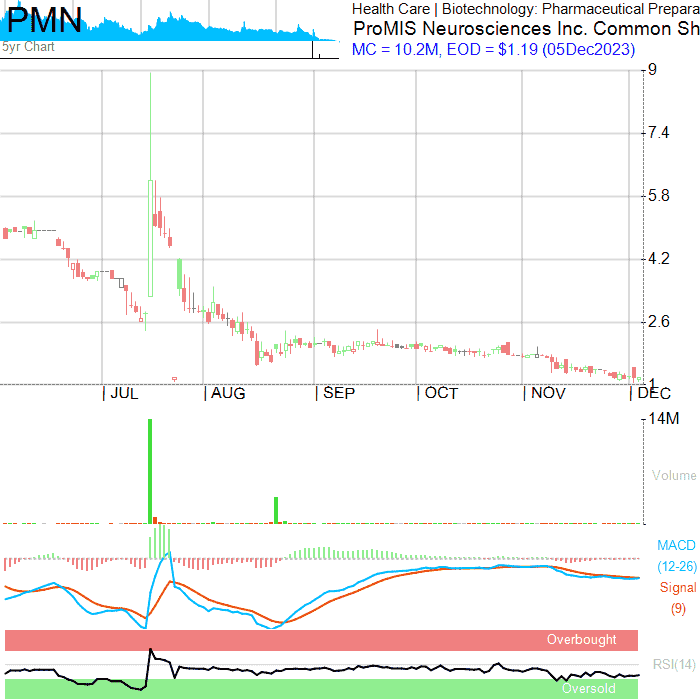 PMN
Health Care | Biotechnology: Pharmaceutical Prepara
ProMIS Neurosciences Inc. Common Sh
5yr Chart
MC = 10.2M, EOD = $1.19 (05Dec2023)
9
7.4
5.8
4.2
2.6
1
JUL AUG SEP OCT NOV DEC
14M
Volume
MACD
(12-26)
Signal
(9)
Overbought
RSI(14)
Oversold